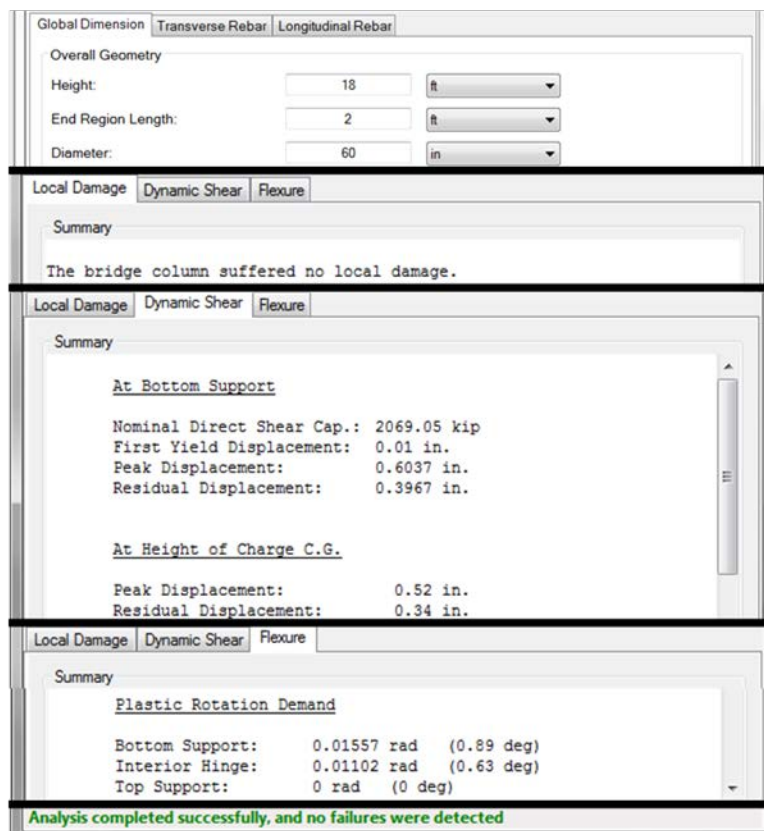 Global Dimension Transverse Rebar Longitudinal Rebar
Overall Geometry
Height: 18 ft
End Region Length: 2 ft
Diameter: 60 in
Local Damage Dynamic Shear Flexure
Summary
The bridge column suffered no local damage.
Local Damage Dynamic Shear Flexure
Summary
At Bottom Support
Nominal Direct Shear Cap.: 2069.05 kip
First Yield Displacement: 0.01 in.
Peak Displacement: 0.6037 in.
Residual Displacement: 0.3967 in.
At Height of Charge C.G.
Peak Displacement: 0.52 in.
Residual Displacement: 0.34 in.
Local Damage Dynamic Shear Flexure
Summary
Plastic Rotation Demand
Bottom Support: 0.01557 rad (0.89 deg)
Interior Hinge: 0.01102 rad (0.63 deg)
Top Support: 0 rad (0 deg)
Analysis completed successfully, and no failures were detected